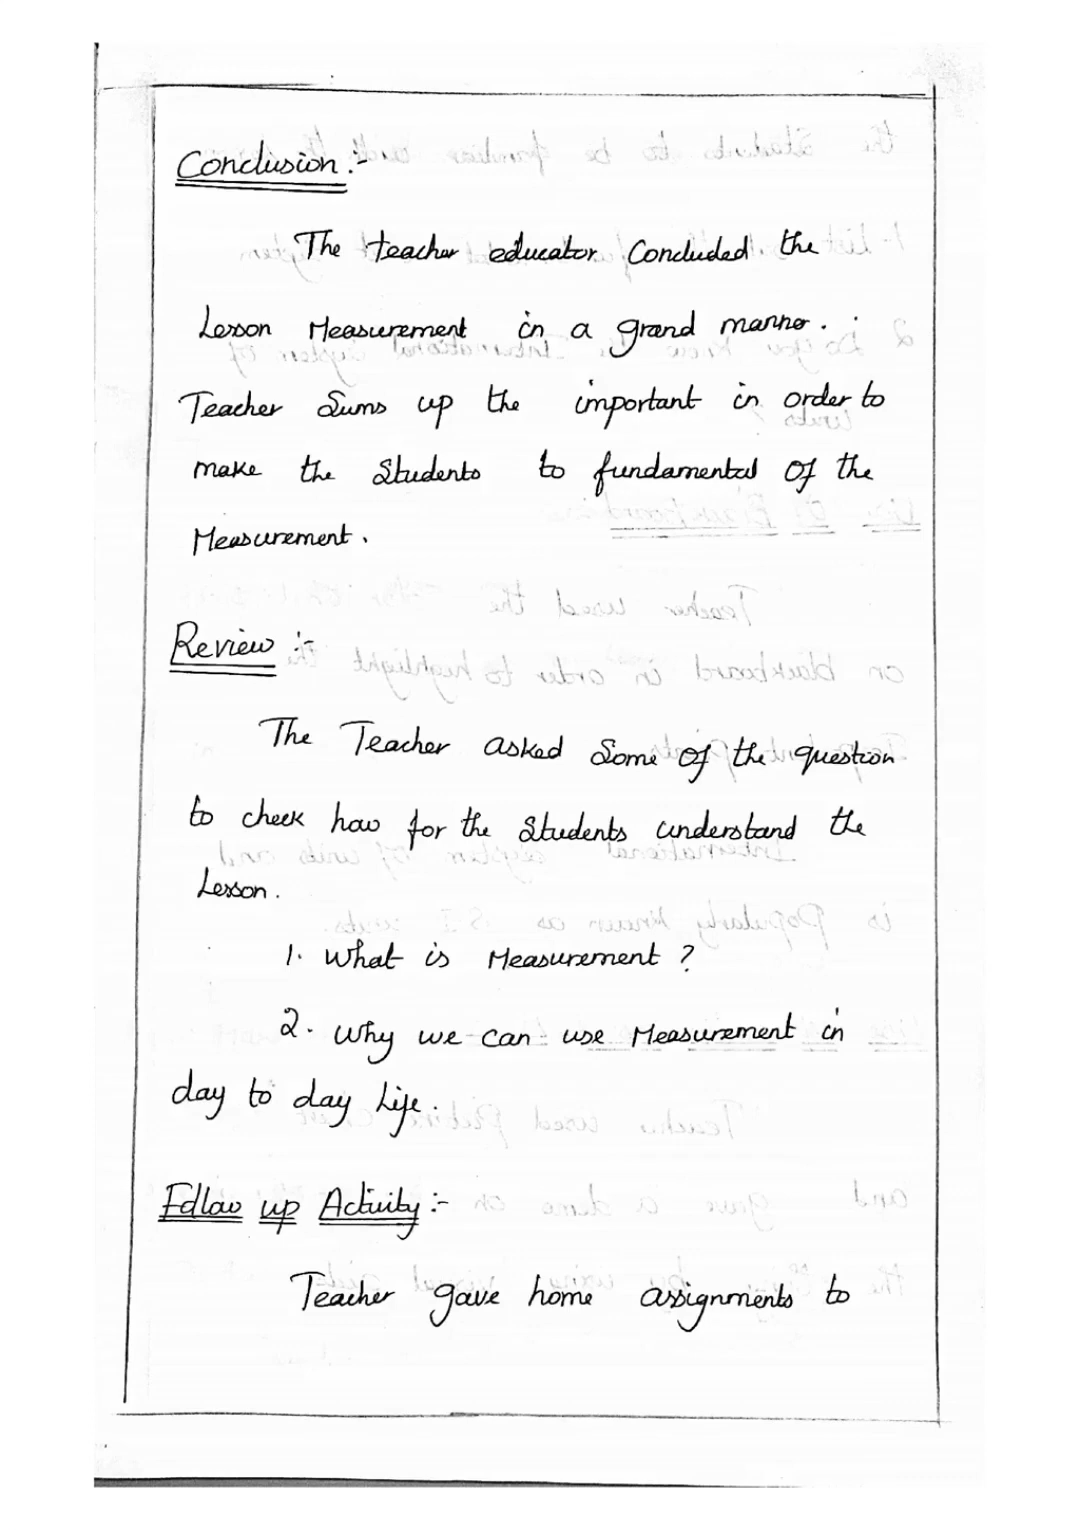 Conclusion :-
The teacher educator Concluded the
Lesson Measurement in a grand manner.
Teacher Sums up the important in order to
make the Students to fundamental of the
Measurement.
Review :-
The Teacher asked Some of the question
to check how for the Students understand the
Lesson.
1. What is Measurement ?
2. Why we can use Measurement in
day to day Life.
Follow up Activity :-
Teacher gave home assignments to